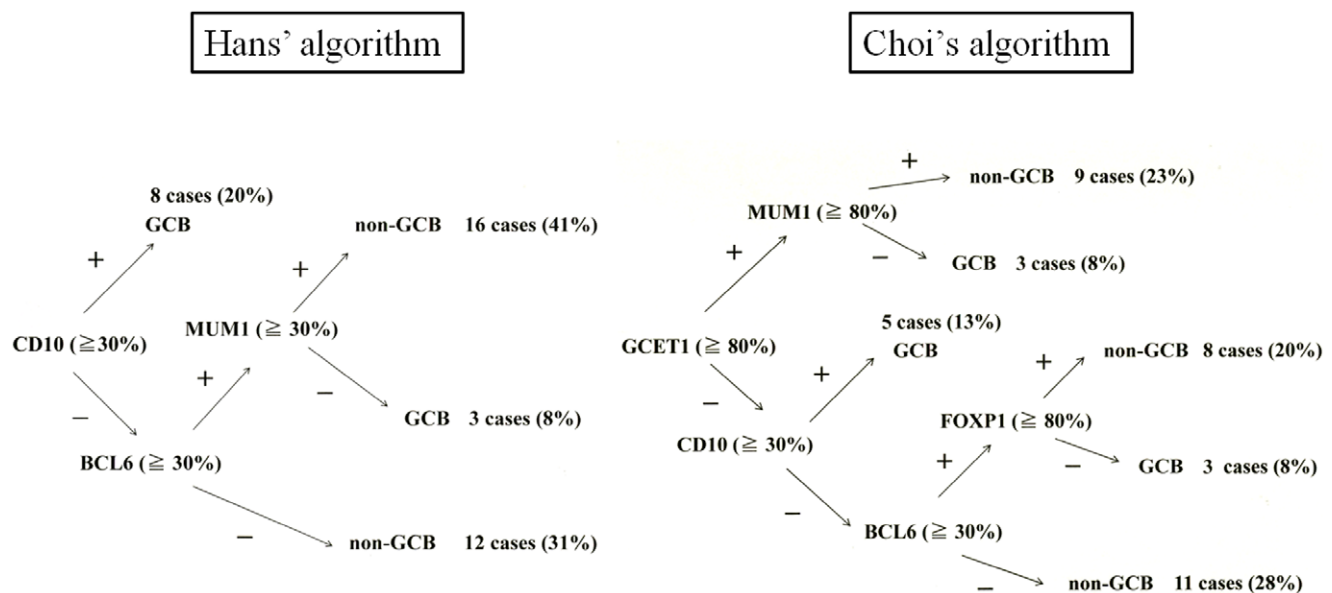 Hans’ algorithm
8 cases (20%)
GCB
non-GCB 16 cases (41%)
+
+
CD10 (≧30%)
MUM1 (≧ 30%)
−
+
−
GCB 3 cases (8%)
BCL6 (≧ 30%)
−
non-GCB 12 cases (31%)
Choi’s algorithm
+
non-GCB 9 cases (23%)
MUM1 (≧ 80%)
+
−
GCB 3 cases (8%)
GCET1 (≧ 80%)
5 cases (13%)
GCB
−
+
+
non-GCB 8 cases (20%)
CD10 (≧ 30%)
FOXP1 (≧ 80%)
+
−
GCB 3 cases (8%)
−
BCL6 (≧ 30%)
−
non-GCB 11 cases (28%)